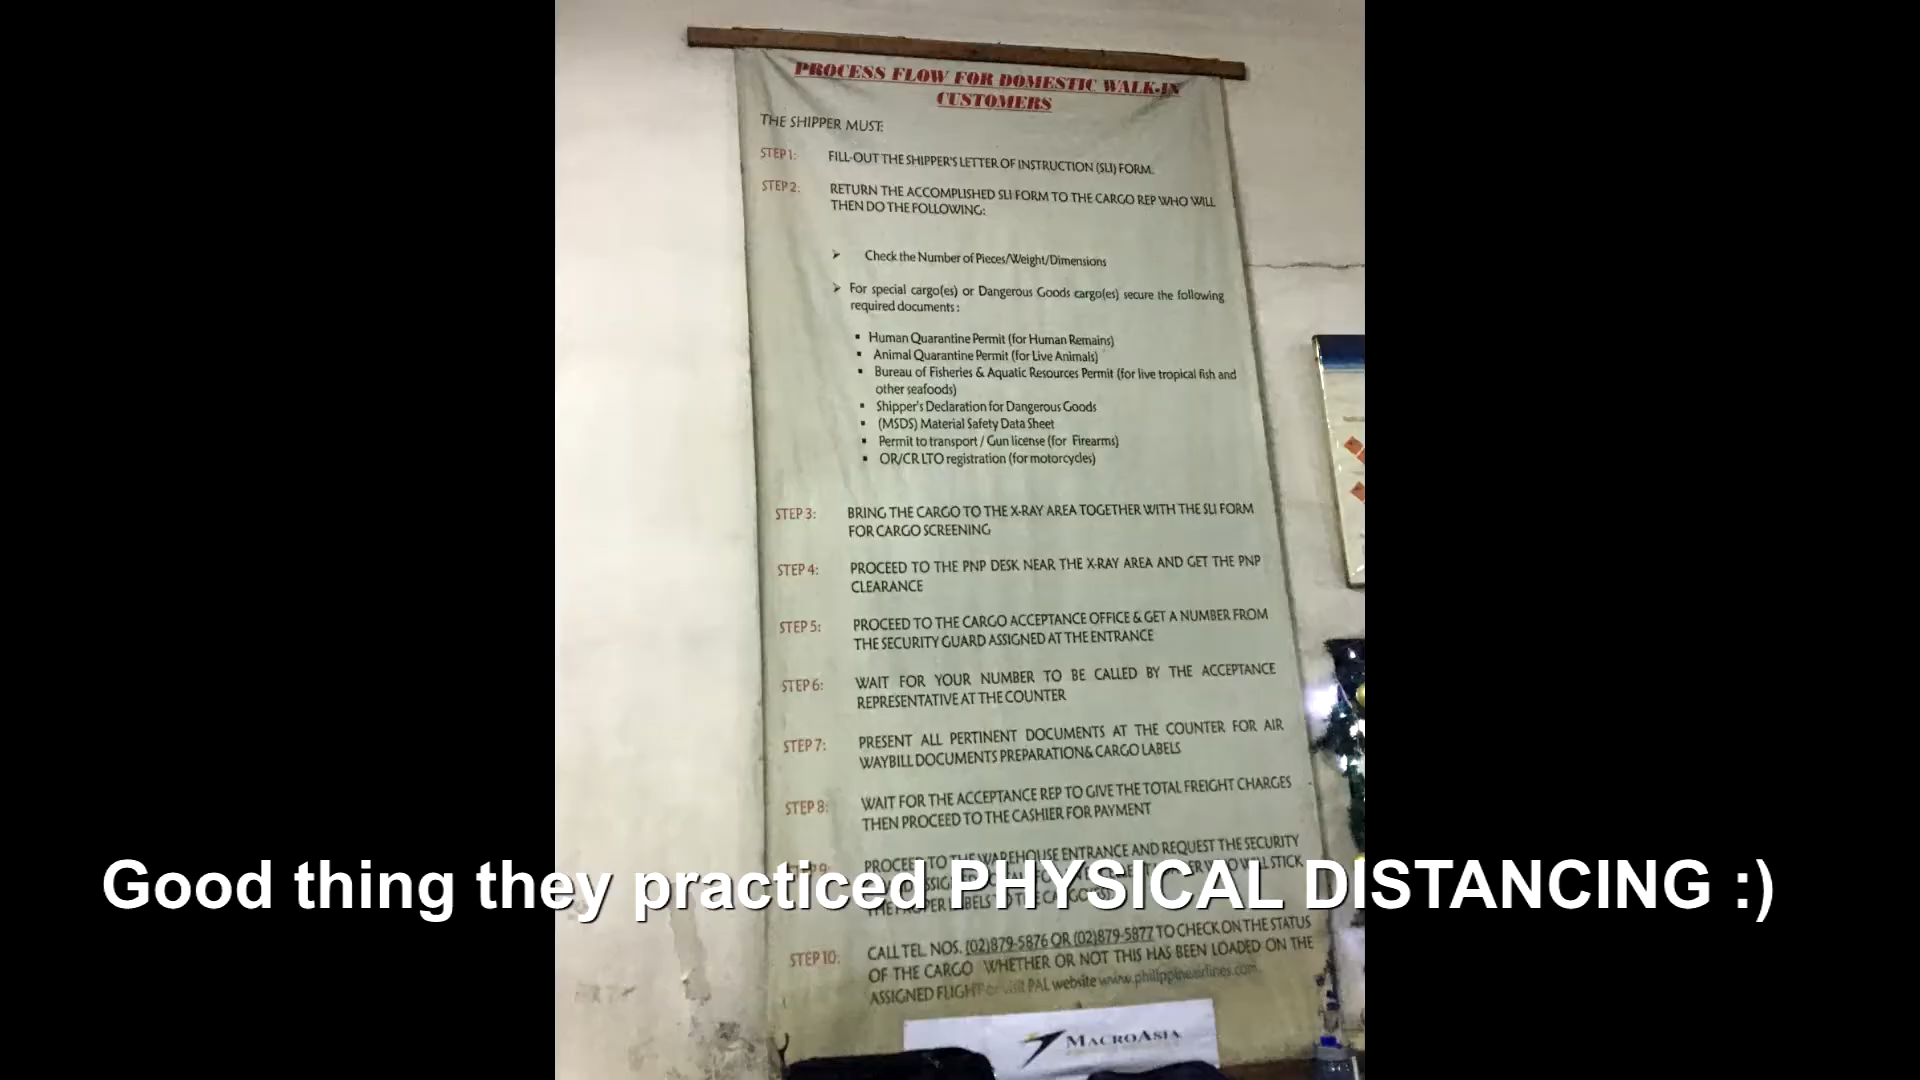 PROCESS FLOW FOR DOMESTIC WALK-IN
CUSTOMERS
THE SHIPPER MUST:
STEP 1: FILL-OUT THE SHIPPER'S LETTER OF INSTRUCTION (SLI) FORM.
STEP 2: RETURN THE ACCOMPLISHED SLI FORM TO THE CARGO REP WHO WILL
THEN DO THE FOLLOWING:
➢ Check the Number of Pieces/Weight/Dimensions
➢ For special cargo(es) or Dangerous Goods cargo(es) secure the following
required documents:
▪ Human Quarantine Permit (for Human Remains)
▪ Animal Quarantine Permit (for Live Animals)
▪ Bureau of Fisheries & Aquatic Resources Permit (for live tropical fish and
other seafoods)
▪ Shipper's Declaration for Dangerous Goods
▪ (MSDS) Material Safety Data Sheet
▪ Permit to transport / Gun license (for Firearms)
▪ OR/CR LTO registration (for motorcycles)
STEP 3: BRING THE CARGO TO THE X-RAY AREA TOGETHER WITH THE SLI FORM
FOR CARGO SCREENING
STEP 4: PROCEED TO THE PNP DESK NEAR THE X-RAY AREA AND GET THE PNP
CLEARANCE
STEP 5: PROCEED TO THE CARGO ACCEPTANCE OFFICE & GET A NUMBER FROM
THE SECURITY GUARD ASSIGNED AT THE ENTRANCE
STEP 6: WAIT FOR YOUR NUMBER TO BE CALLED BY THE ACCEPTANCE
REPRESENTATIVE AT THE COUNTER
STEP 7: PRESENT ALL PERTINENT DOCUMENTS AT THE COUNTER FOR AIR
WAYBILL DOCUMENTS PREPARATION & CARGO LABELS
STEP 8: WAIT FOR THE ACCEPTANCE REP TO GIVE THE TOTAL FREIGHT CHARGES
THEN PROCEED TO THE CASHIER FOR PAYMENT
STEP 9: PROCEED TO THE WAREHOUSE ENTRANCE AND REQUEST THE SECURITY
WHO WILL STICK
THE PROPER LABELS TO THE CARGO
Good thing they practiced PHYSICAL DISTANCING :)
STEP 10: CALL TEL. NOS. (02)879-5876 OR (02)879-5877 TO CHECK ON THE STATUS
OF THE CARGO WHETHER OR NOT THIS HAS BEEN LOADED ON THE
ASSIGNED FLIGHT or visit PAL website www.philippineairlines.com.
MACROASIA